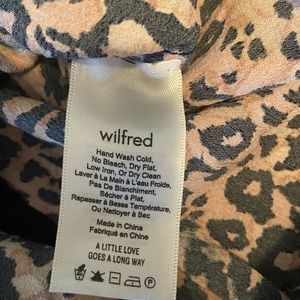 wilfred
Hand Wash Cold,
No Bleach, Dry Flat,
Low Iron, Or Dry Clean
Laver à La Main à L'eau Froide,
Pas De Blanchiment,
Sécher à Plat,
Repasser à Basse Température,
Ou Nettoyer à Sec
Made in China
Fabriqué en Chine
A LITTLE LOVE
GOES A LONG WAY
P